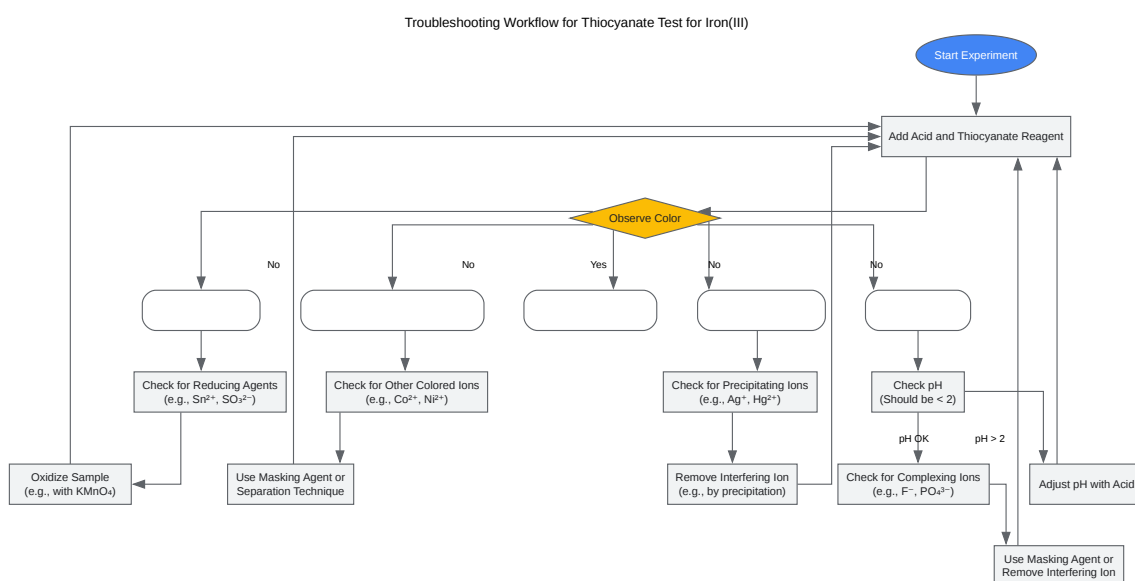 Troubleshooting Workflow for Thiocyanate Test for Iron(III)
Start Experiment
Add Acid and Thiocyanate Reagent
Observe Color
No
No
Yes
No
No
Check for Reducing Agents
(e.g., Sn²⁺, SO₃²⁻)
Check for Other Colored Ions
(e.g., Co²⁺, Ni²⁺)
Check for Precipitating Ions
(e.g., Ag⁺, Hg²⁺)
Check pH
(Should be < 2)
pH OK
pH > 2
Oxidize Sample
(e.g., with KMnO₄)
Use Masking Agent or
Separation Technique
Remove Interfering Ion
(e.g., by precipitation)
Check for Complexing Ions
(e.g., F⁻, PO₄³⁻)
Adjust pH with Acid
Use Masking Agent or
Remove Interfering Ion